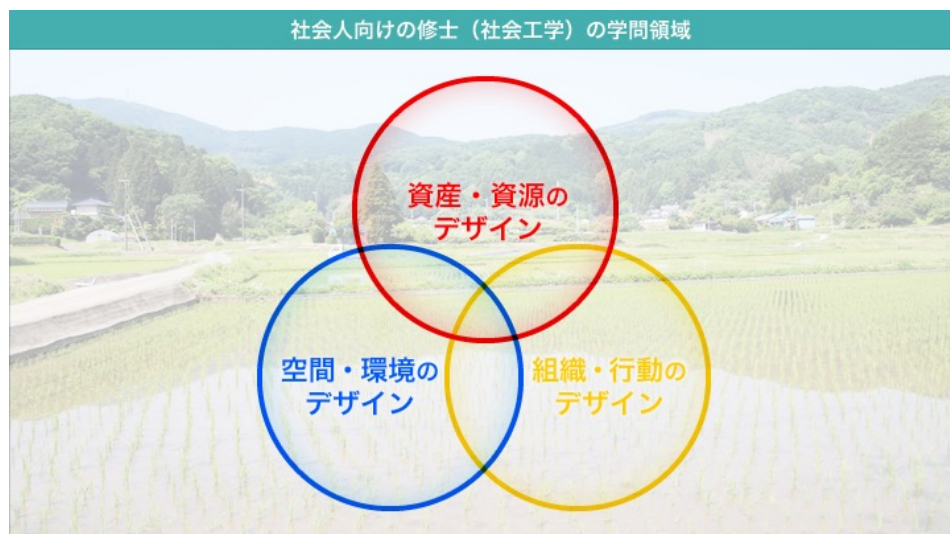 社会人向けの修士（社会工学）の学問領域
資産・資源の
デザイン
空間・環境の
デザイン
組織・行動の
デザイン